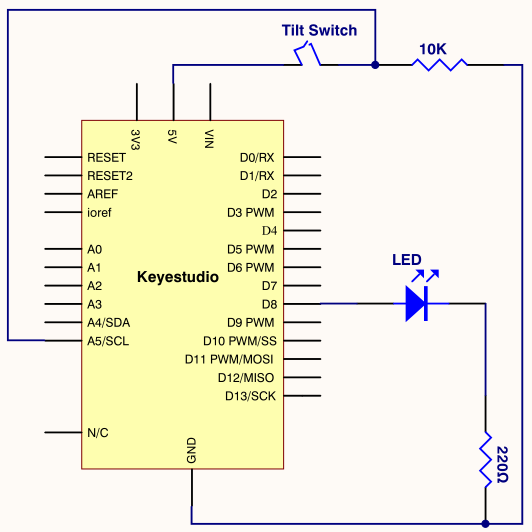 Tilt Switch
10K
3V3
5V
VIN
RESET
RESET2
AREF
ioref
A0
A1
A2
A3
A4/SDA
A5/SCL
N/C
Keyestudio
D0/RX
D1/RX
D2
D3 PWM
D4
D5 PWM
D6 PWM
D7
D8
D9 PWM
D10 PWM/SS
D11 PWM/MOSI
D12/MISO
D13/SCK
GND
LED
220Ω